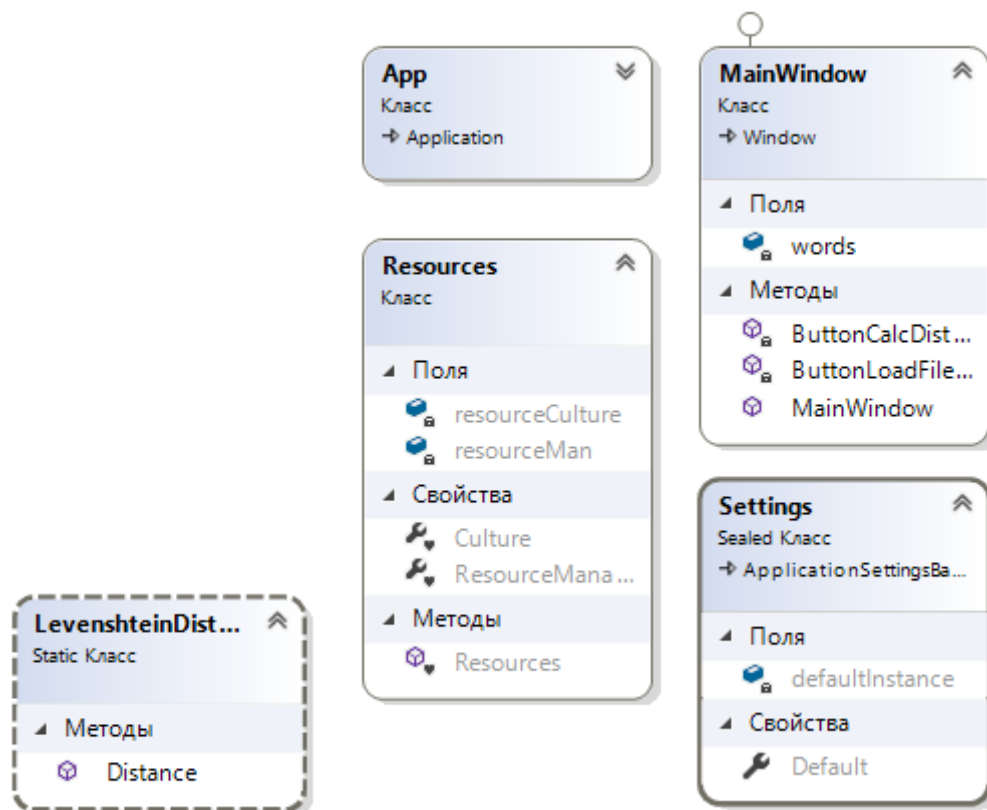 App
Класс
Application
MainWindow
Класс
Window
Поля
words
Методы
ButtonCalcDist...
ButtonLoadFile...
MainWindow
Resources
Класс
Поля
resourceCulture
resourceMan
Свойства
Culture
ResourceMana...
Методы
Resources
Settings
Sealed Класс
ApplicationSettingsBa...
Поля
defaultInstance
Свойства
Default
LevenshteinDist...
Static Класс
Методы
Distance